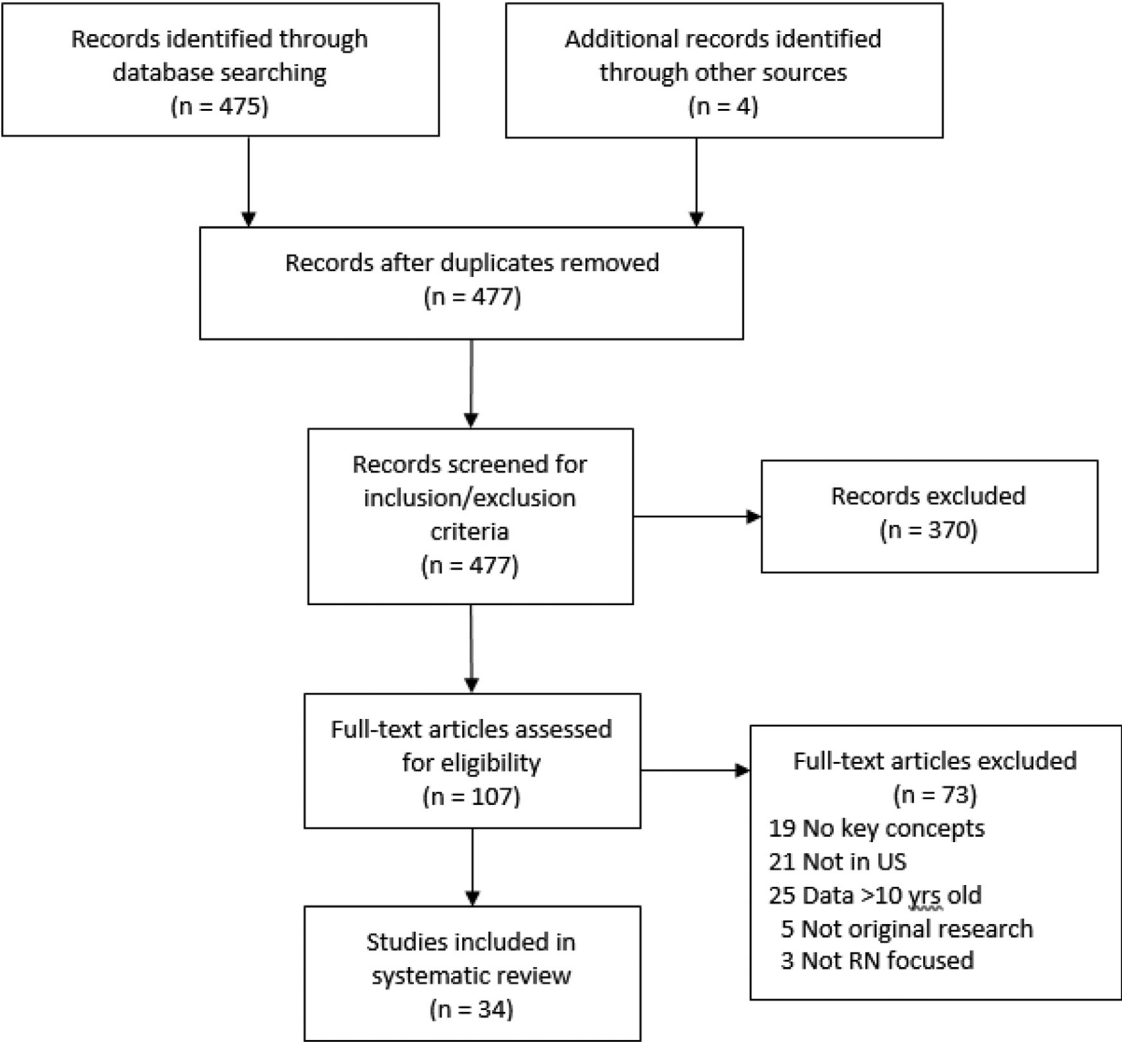 Records identified through
database searching
(n = 475)
Additional records identified
through other sources
(n = 4)
Records after duplicates removed
(n = 477)
Records screened for
inclusion/exclusion
criteria
(n = 477)
Records excluded
(n = 370)
Full-text articles assessed
for eligibility
(n = 107)
Full-text articles excluded
(n = 73)
19 No key concepts
21 Not in US
25 Data >10 yrs old
5 Not original research
3 Not RN focused
Studies included in
systematic review
(n = 34)